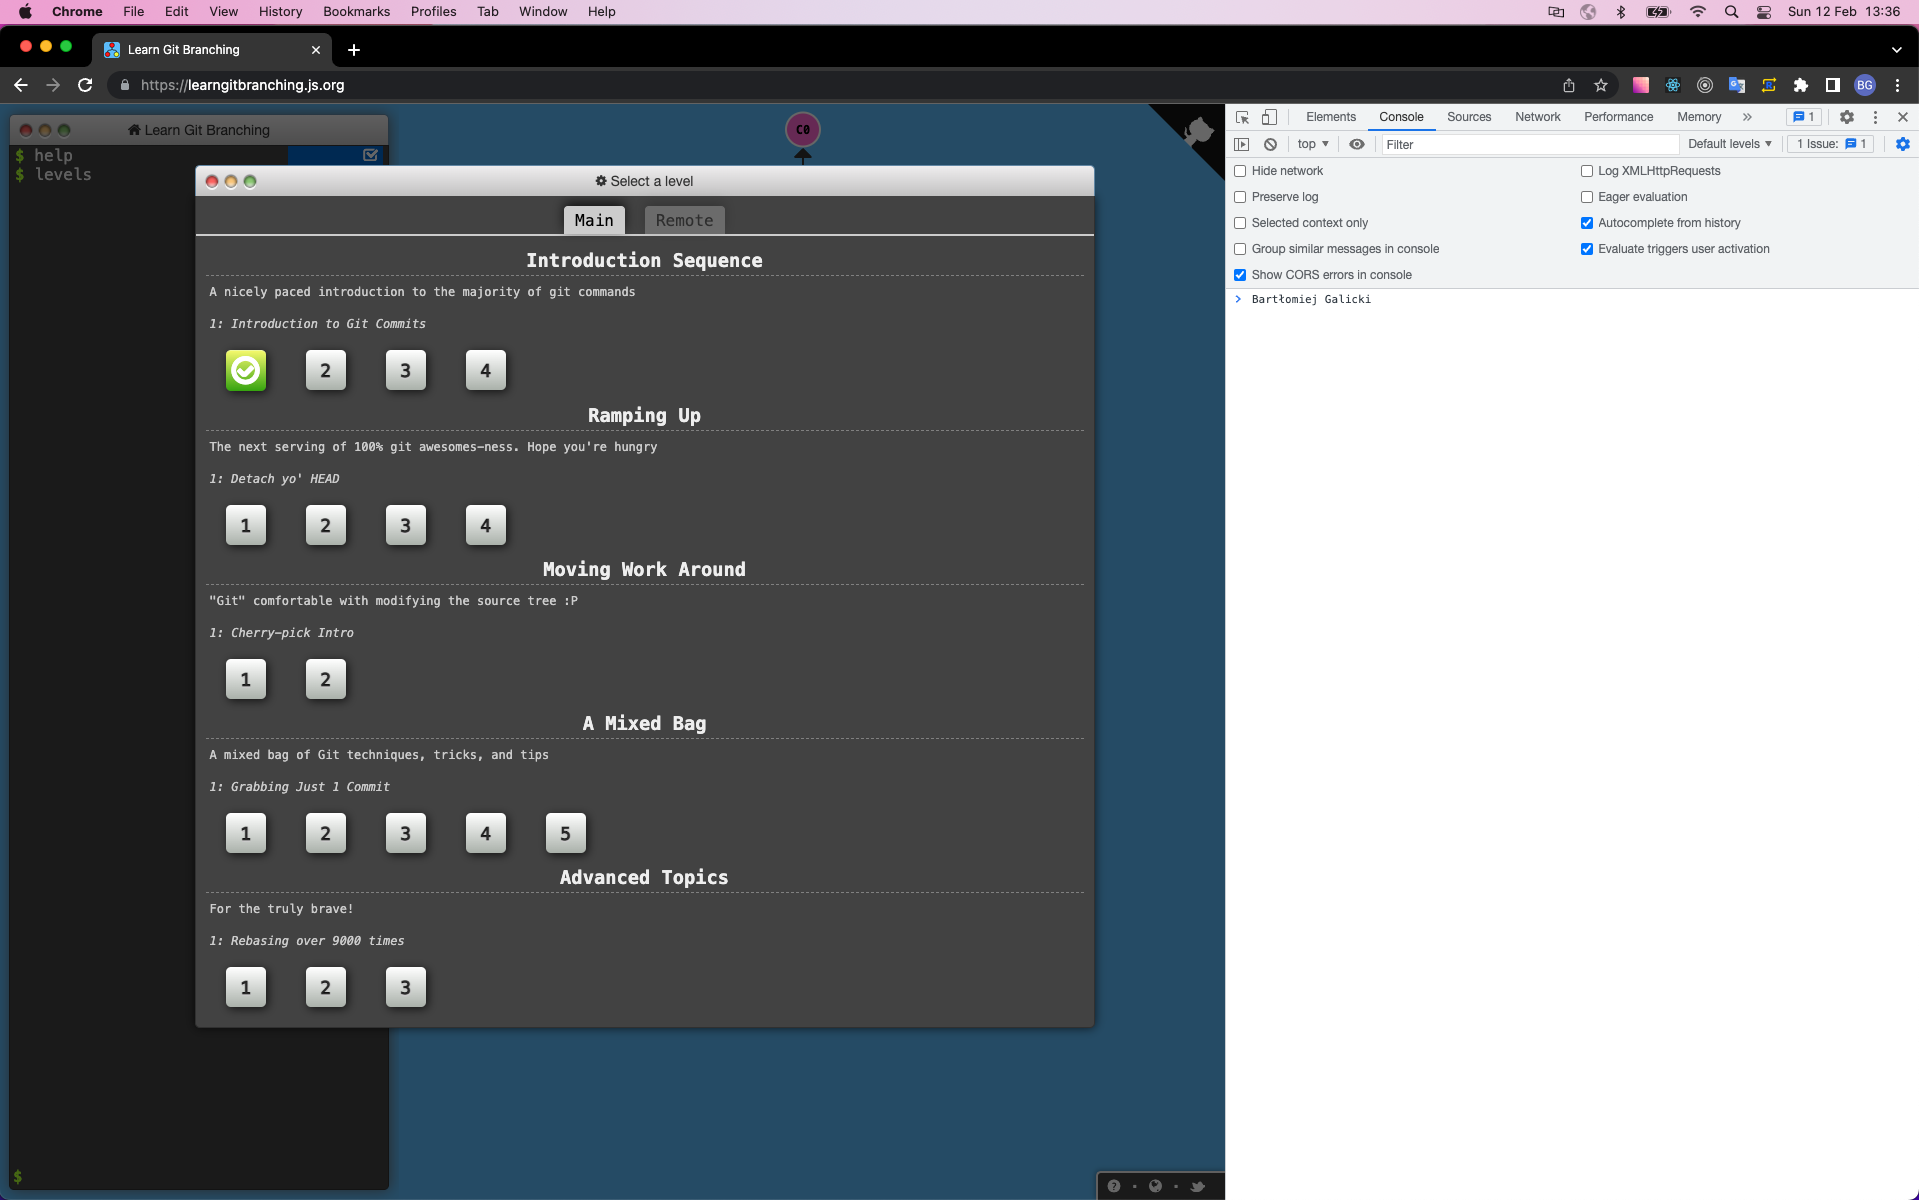 Chrome File Edit View History Bookmarks Profiles Tab Window Help Sun 12 Feb 13:36
Learn Git Branching
https://learngitbranching.js.org BG
Learn Git Branching
$ help
$ levels
$
C0
Select a level
Main Remote
Introduction Sequence
A nicely paced introduction to the majority of git commands
1: Introduction to Git Commits
2 3 4
Ramping Up
The next serving of 100% git awesomes-ness. Hope you're hungry
1: Detach yo' HEAD
1 2 3 4
Moving Work Around
"Git" comfortable with modifying the source tree :P
1: Cherry-pick Intro
1 2
A Mixed Bag
A mixed bag of Git techniques, tricks, and tips
1: Grabbing Just 1 Commit
1 2 3 4 5
Advanced Topics
For the truly brave!
1: Rebasing over 9000 times
1 2 3
Elements Console Sources Network Performance Memory » 1
top Filter Default levels 1 Issue: 1
Hide network Log XMLHttpRequests
Preserve log Eager evaluation
Selected context only Autocomplete from history
Group similar messages in console Evaluate triggers user activation
Show CORS errors in console
> Bartłomiej Galicki